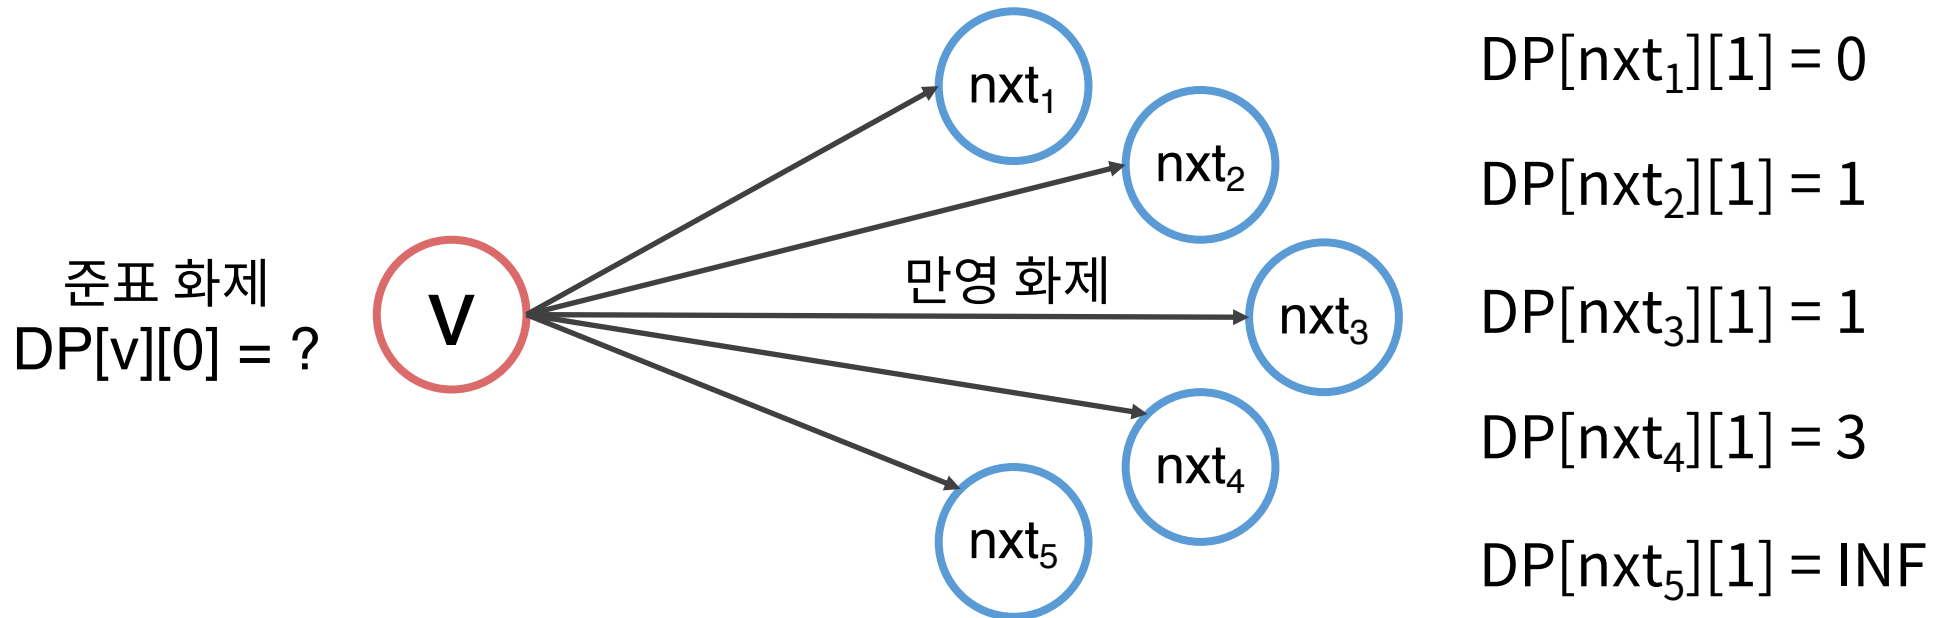 준표 화제
DP[v][0] = ?
V
만영 화제
nxt₁
nxt₂
nxt₃
nxt₄
nxt₅
DP[nxt₁][1] = 0
DP[nxt₂][1] = 1
DP[nxt₃][1] = 1
DP[nxt₄][1] = 3
DP[nxt₅][1] = INF